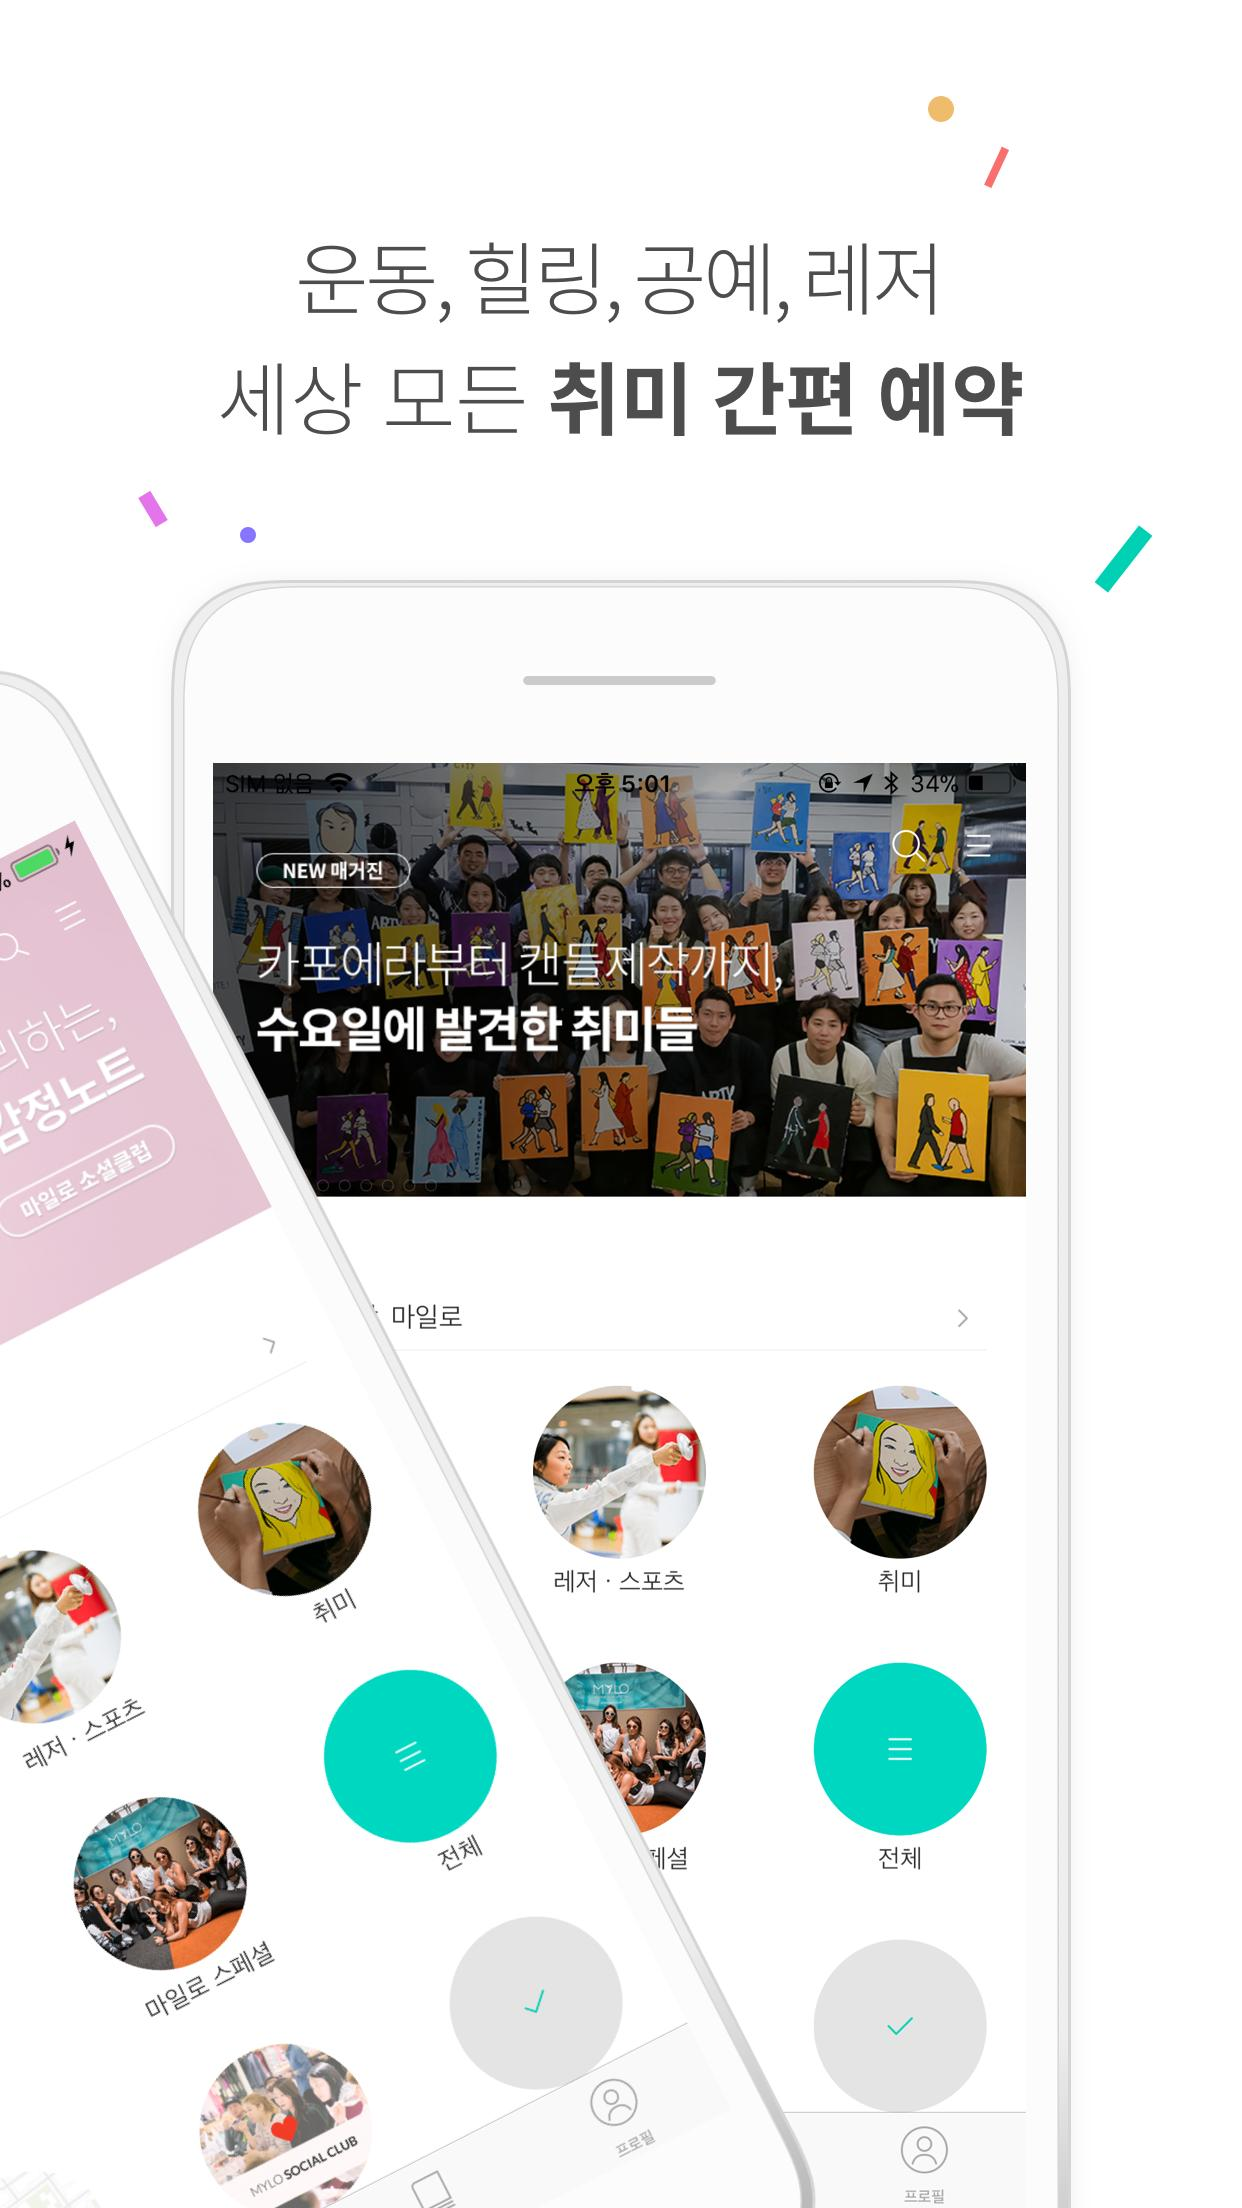 운동, 힐링, 공예, 레저
세상 모든 취미 간편 예약
SIM 없음
오후 5:01
34%
NEW 매거진
카포에라부터 캔들제작까지,
수요일에 발견한 취미들
마일로
레저 · 스포츠
취미
MYLO
페셜
전체
프로필
%
리하는,
감정노트
마일로 소셜클럽
취미
레저 · 스포츠
전체
MYLO
마일로 스페셜
MYLO SOCIAL CLUB
프로필